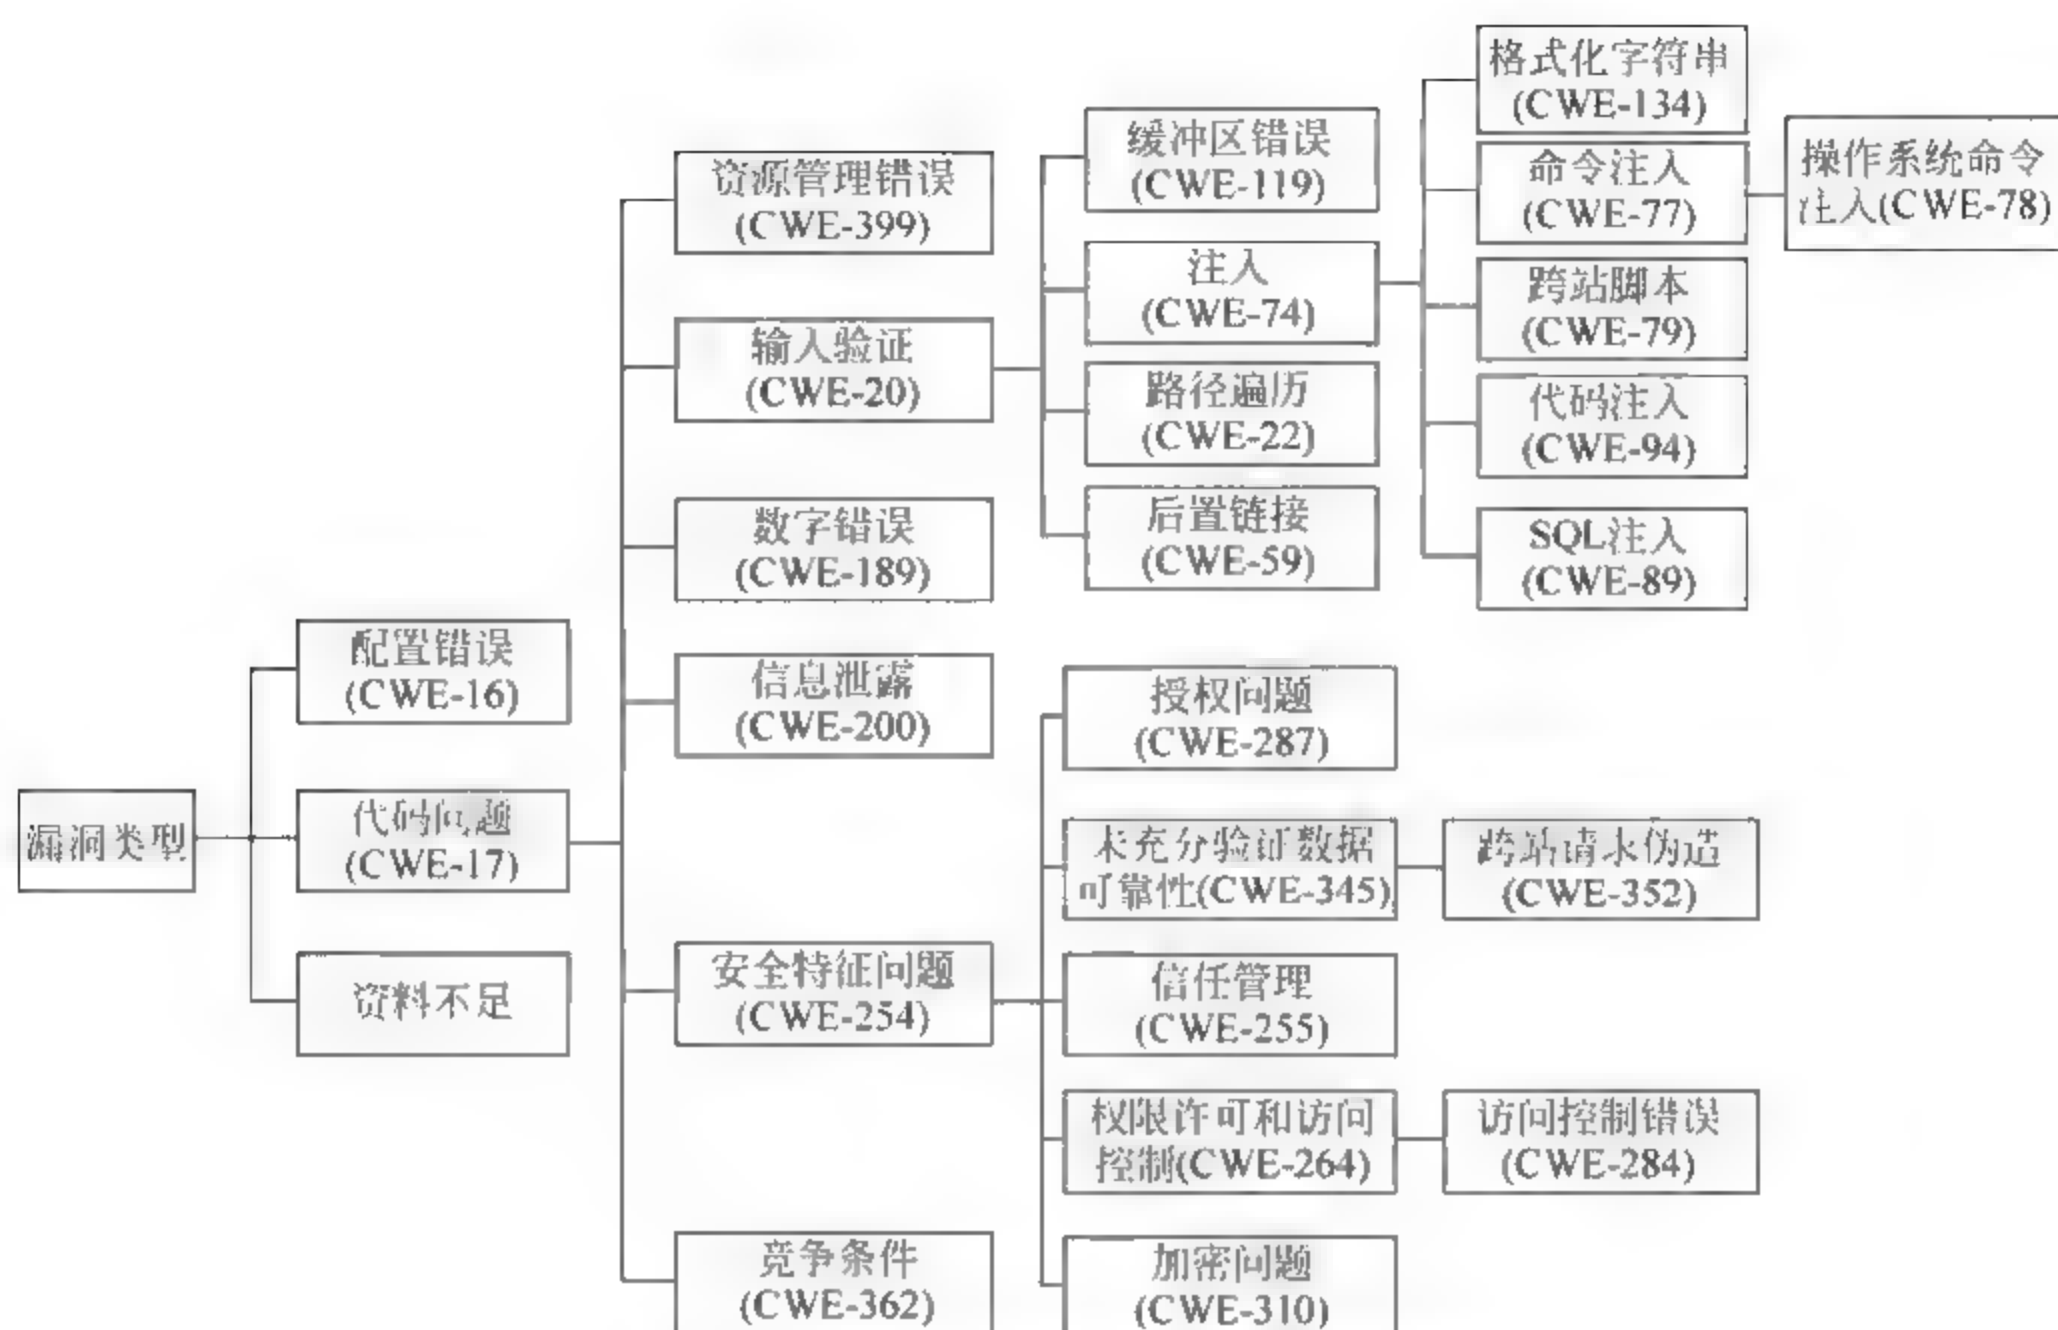 漏洞类型
配置错误
(CWE-16)
代码问题
(CWE-17)
资料不足
资源管理错误
(CWE-399)
输入验证
(CWE-20)
数字错误
(CWE-189)
信息泄露
(CWE-200)
安全特征问题
(CWE-254)
竞争条件
(CWE-362)
缓冲区错误
(CWE-119)
注入
(CWE-74)
路径遍历
(CWE-22)
后置链接
(CWE-59)
格式化字符串
(CWE-134)
命令注入
(CWE-77)
跨站脚本
(CWE-79)
代码注入
(CWE-94)
SQL注入
(CWE-89)
操作系统命令
注入(CWE-78)
授权问题
(CWE-287)
未充分验证数据
可靠性(CWE-345)
信任管理
(CWE-255)
权限许可和访问
控制(CWE-264)
加密问题
(CWE-310)
跨站请求伪造
(CWE-352)
访问控制错误
(CWE-284)